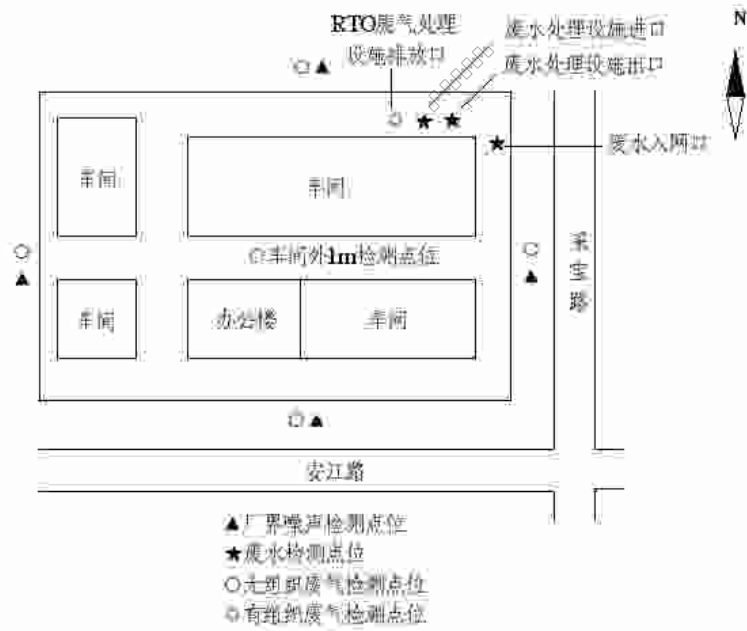 N
RTO废气处理
设施排放口
废水处理设施进口
废水处理设施出口
废水入网口
车间
车间
车间外1m检测点位
车间
办公楼
车间
宝路
安江路
▲厂界噪声检测点位
★废水检测点位
○无组织废气检测点位
◎有组织废气检测点位